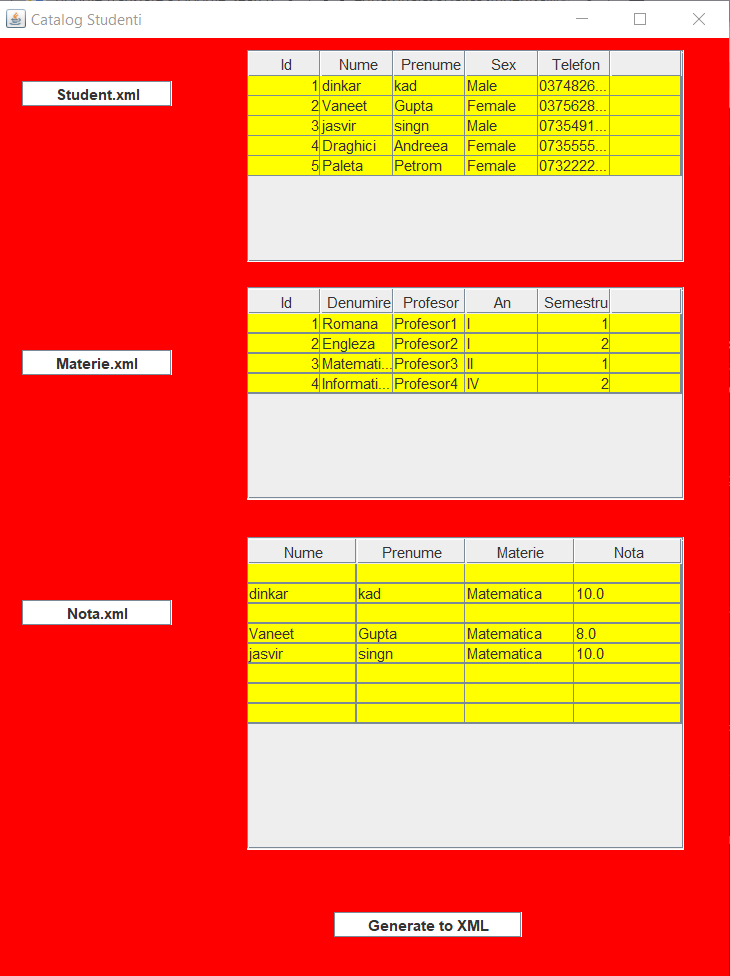 Catalog Studenti
Id Nume Prenume Sex Telefon
Student.xml
1 dinkar kad Male 0374826...
2 Vaneet Gupta Female 0375628...
3 jasvir singn Male 0735491...
4 Draghici Andreea Female 0735555...
5 Paleta Petrom Female 0732222...
Id Denumire Profesor An Semestru
1 Romana Profesor1 I 1
2 Engleza Profesor2 I 2
Materie.xml
3 Matemati... Profesor3 II 1
4 Informati... Profesor4 IV 2
Nume Prenume Materie Nota
dinkar kad Matematica 10.0
Nota.xml
Vaneet Gupta Matematica 8.0
jasvir singn Matematica 10.0
Generate to XML